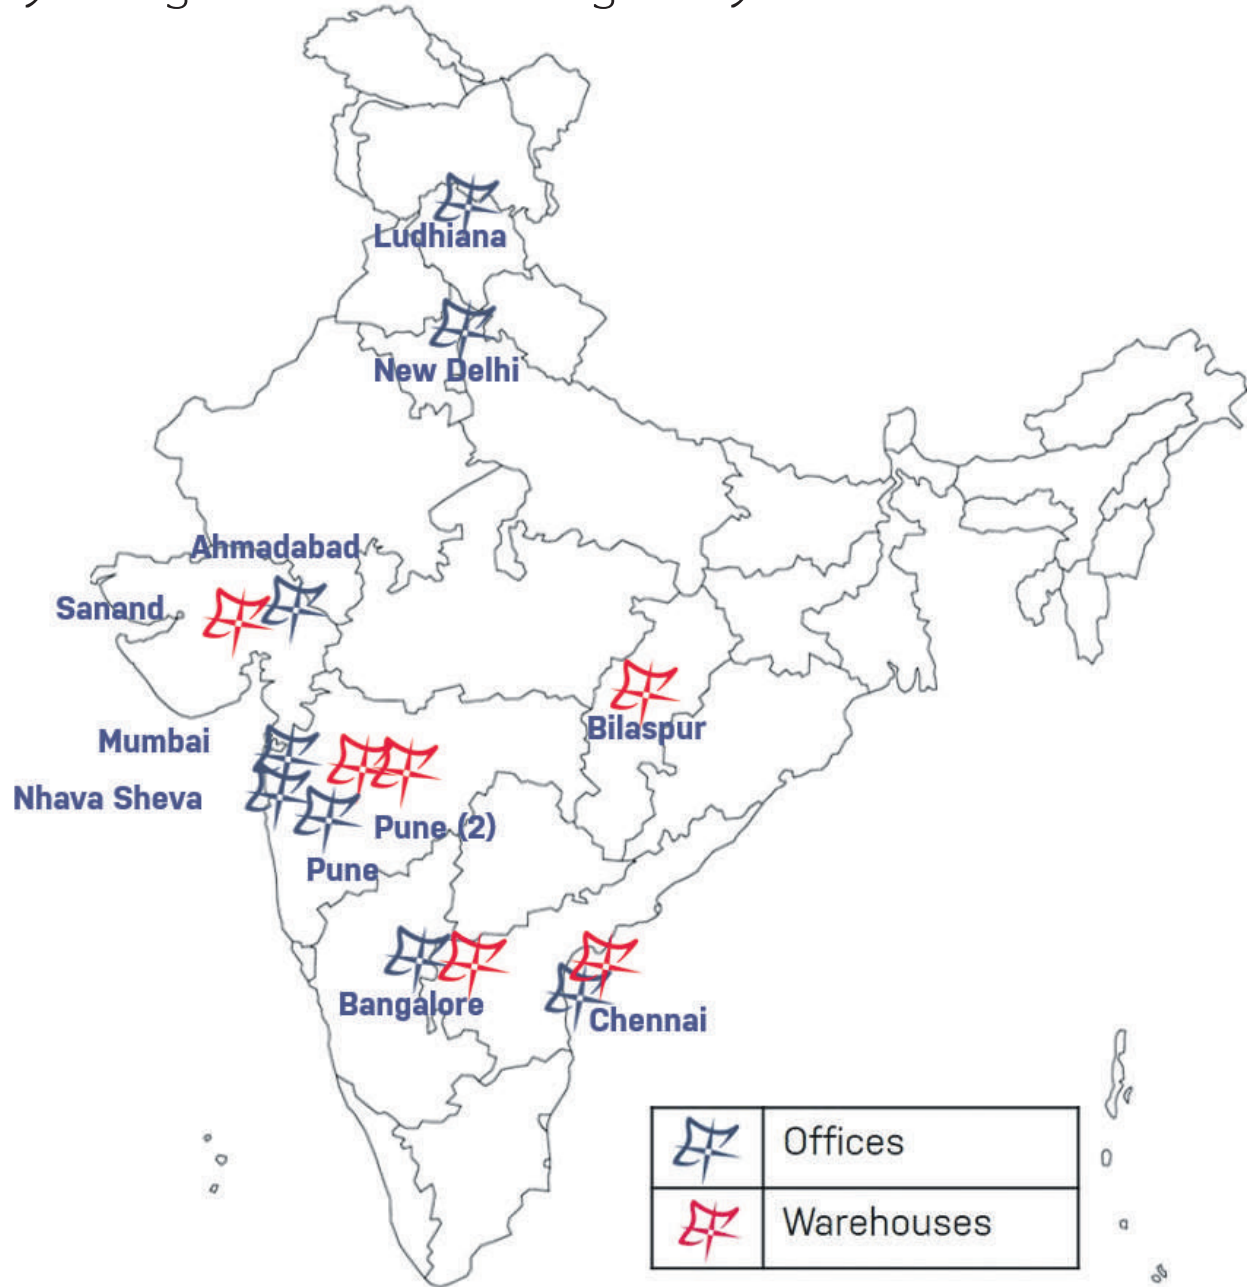 Ludhiana
New Delhi
Ahmadabad
Sanand
Mumbai
Bilaspur
Nhava Sheva
Pune (2)
Pune
Bangalore
Chennai
Offices
Warehouses